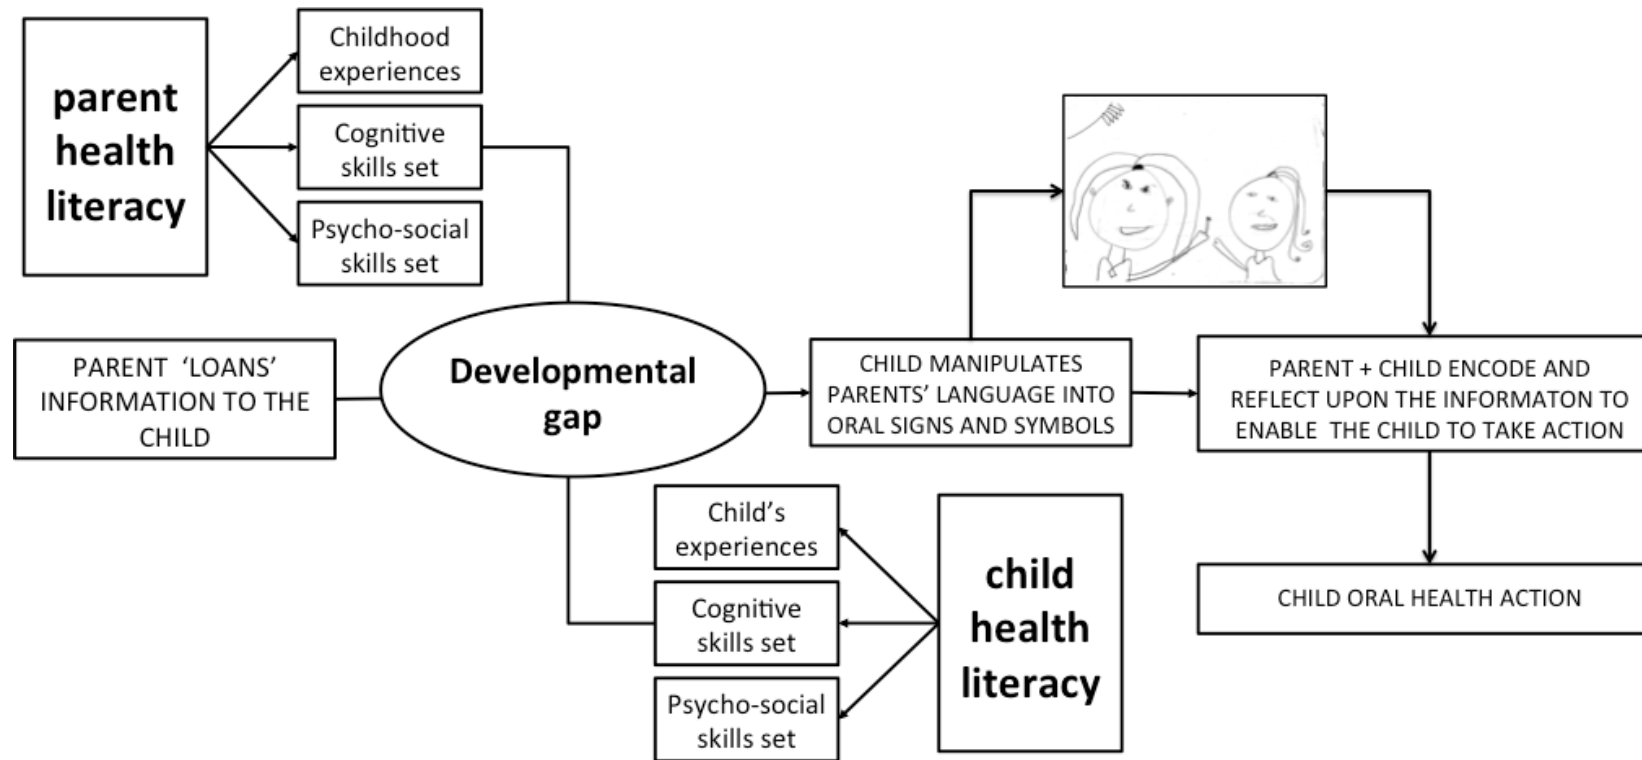 parent
health
literacy
Childhood
experiences
Cognitive
skills set
Psycho-social
skills set
PARENT ‘LOANS’
INFORMATION TO THE
CHILD
Developmental
gap
CHILD MANIPULATES
PARENTS’ LANGUAGE INTO
ORAL SIGNS AND SYMBOLS
PARENT + CHILD ENCODE AND
REFLECT UPON THE INFORMATON TO
ENABLE THE CHILD TO TAKE ACTION
Child’s
experiences
Cognitive
skills set
Psycho-social
skills set
child
health
literacy
CHILD ORAL HEALTH ACTION